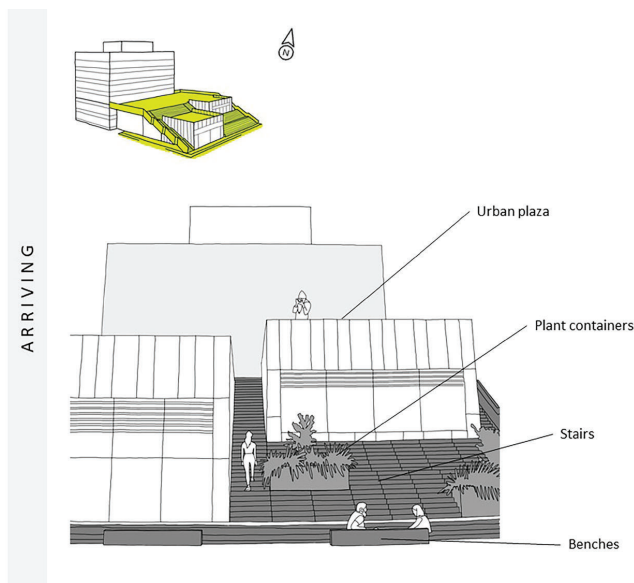 N
Urban plaza
Plant containers
ARRIVING
Stairs
Benches